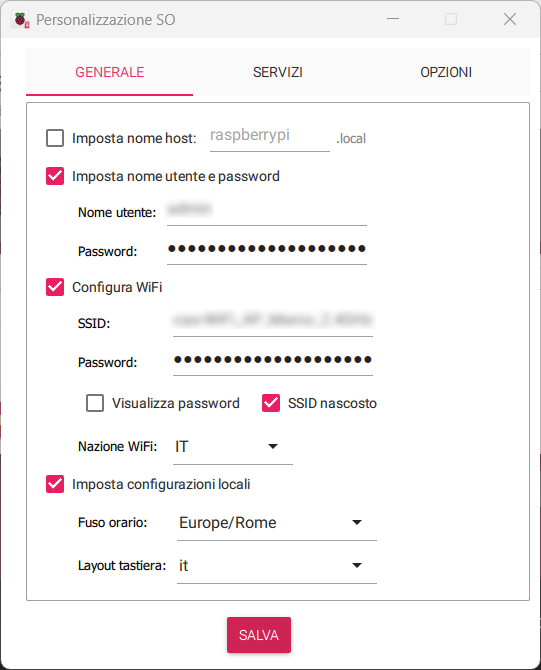 Personalizzazione SO
GENERALE SERVIZI OPZIONI
Imposta nome host: raspberrypi .local
Imposta nome utente e password
Nome utente:
Password: ●●●●●●●●●●●●●●●●●●●●
Configura WiFi
SSID:
Password: ●●●●●●●●●●●●●●●●●●●●
Visualizza password SSID nascosto
Nazione WiFi: IT
Imposta configurazioni locali
Fuso orario: Europe/Rome
Layout tastiera: it
SALVA